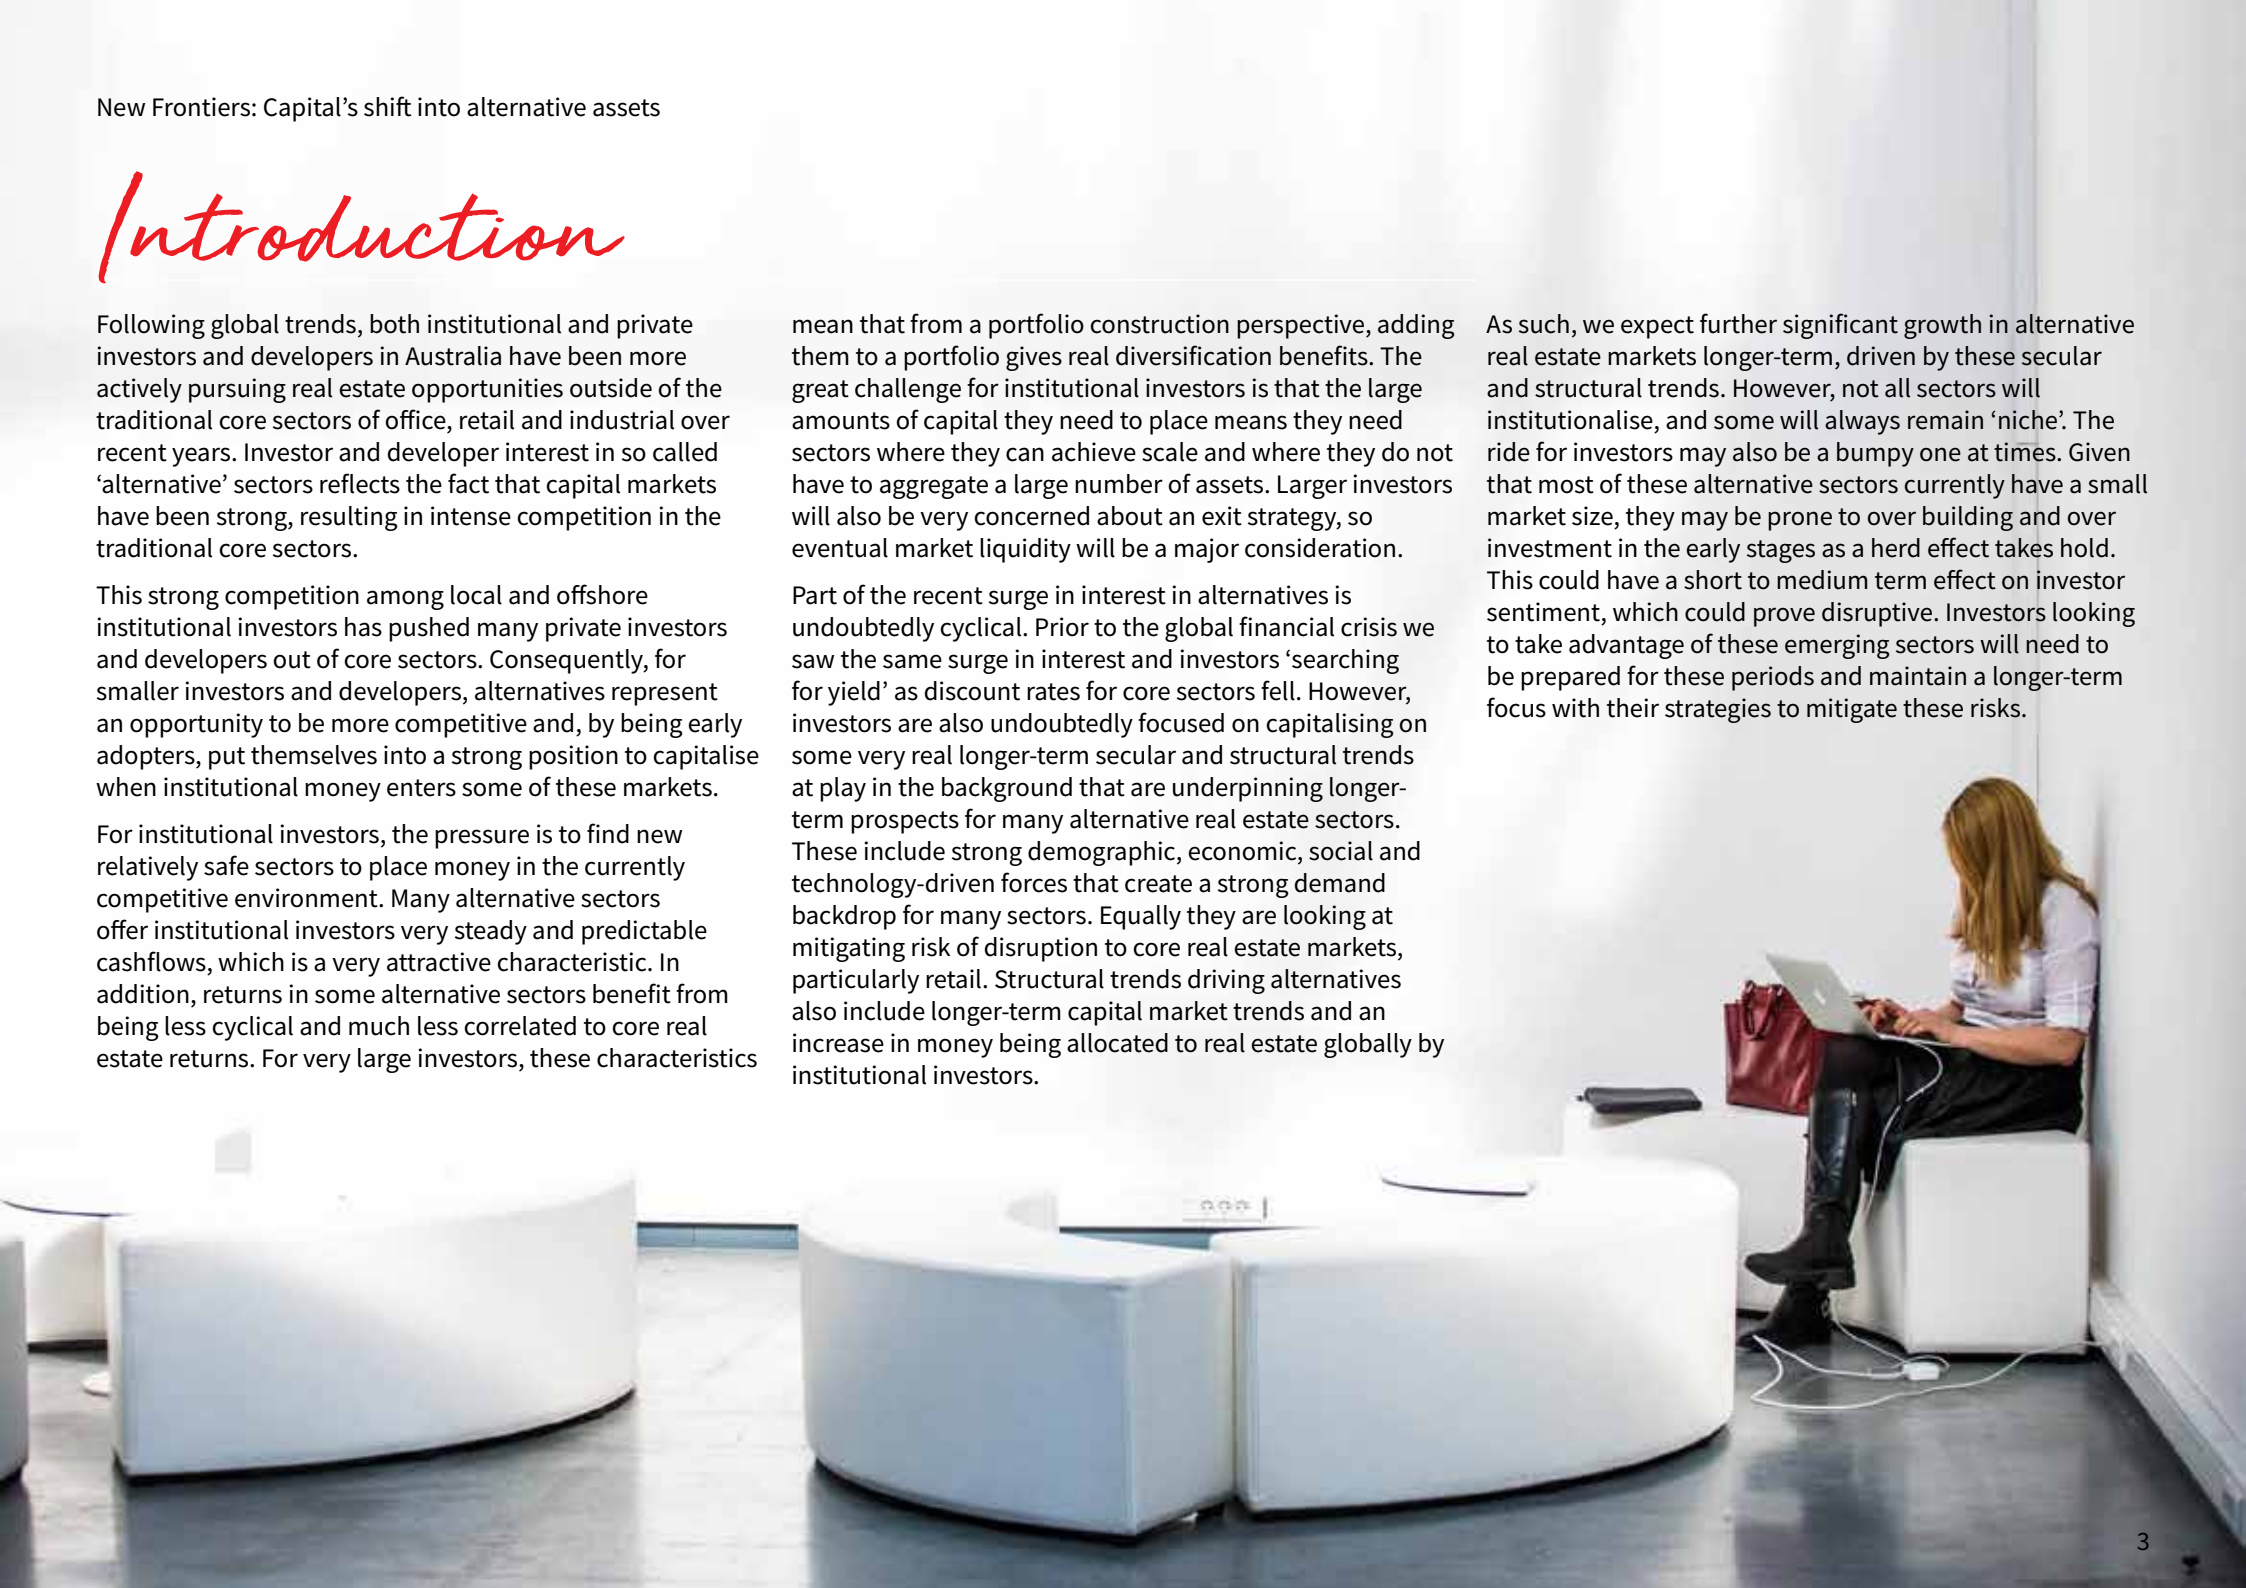 New Frontiers: Capital’s shift into alternative assets
Introduction
Following global trends, both institutional and private
investors and developers in Australia have been more
actively pursuing real estate opportunities outside of the
traditional core sectors of office, retail and industrial over
recent years. Investor and developer interest in so called
‘alternative’ sectors reflects the fact that capital markets
have been strong, resulting in intense competition in the
traditional core sectors.
This strong competition among local and offshore
institutional investors has pushed many private investors
and developers out of core sectors. Consequently, for
smaller investors and developers, alternatives represent
an opportunity to be more competitive and, by being early
adopters, put themselves into a strong position to capitalise
when institutional money enters some of these markets.
For institutional investors, the pressure is to find new
relatively safe sectors to place money in the currently
competitive environment. Many alternative sectors
offer institutional investors very steady and predictable
cashflows, which is a very attractive characteristic. In
addition, returns in some alternative sectors benefit from
being less cyclical and much less correlated to core real
estate returns. For very large investors, these characteristics
mean that from a portfolio construction perspective, adding
them to a portfolio gives real diversification benefits. The
great challenge for institutional investors is that the large
amounts of capital they need to place means they need
sectors where they can achieve scale and where they do not
have to aggregate a large number of assets. Larger investors
will also be very concerned about an exit strategy, so
eventual market liquidity will be a major consideration.
Part of the recent surge in interest in alternatives is
undoubtedly cyclical. Prior to the global financial crisis we
saw the same surge in interest and investors ‘searching
for yield’ as discount rates for core sectors fell. However,
investors are also undoubtedly focused on capitalising on
some very real longer-term secular and structural trends
at play in the background that are underpinning longer-
term prospects for many alternative real estate sectors.
These include strong demographic, economic, social and
technology-driven forces that create a strong demand
backdrop for many sectors. Equally they are looking at
mitigating risk of disruption to core real estate markets,
particularly retail. Structural trends driving alternatives
also include longer-term capital market trends and an
increase in money being allocated to real estate globally by
institutional investors.
As such, we expect further significant growth in alternative
real estate markets longer-term, driven by these secular
and structural trends. However, not all sectors will
institutionalise, and some will always remain ‘niche’. The
ride for investors may also be a bumpy one at times. Given
that most of these alternative sectors currently have a small
market size, they may be prone to over building and over
investment in the early stages as a herd effect takes hold.
This could have a short to medium term effect on investor
sentiment, which could prove disruptive. Investors looking
to take advantage of these emerging sectors will need to
be prepared for these periods and maintain a longer-term
focus with their strategies to mitigate these risks.
3